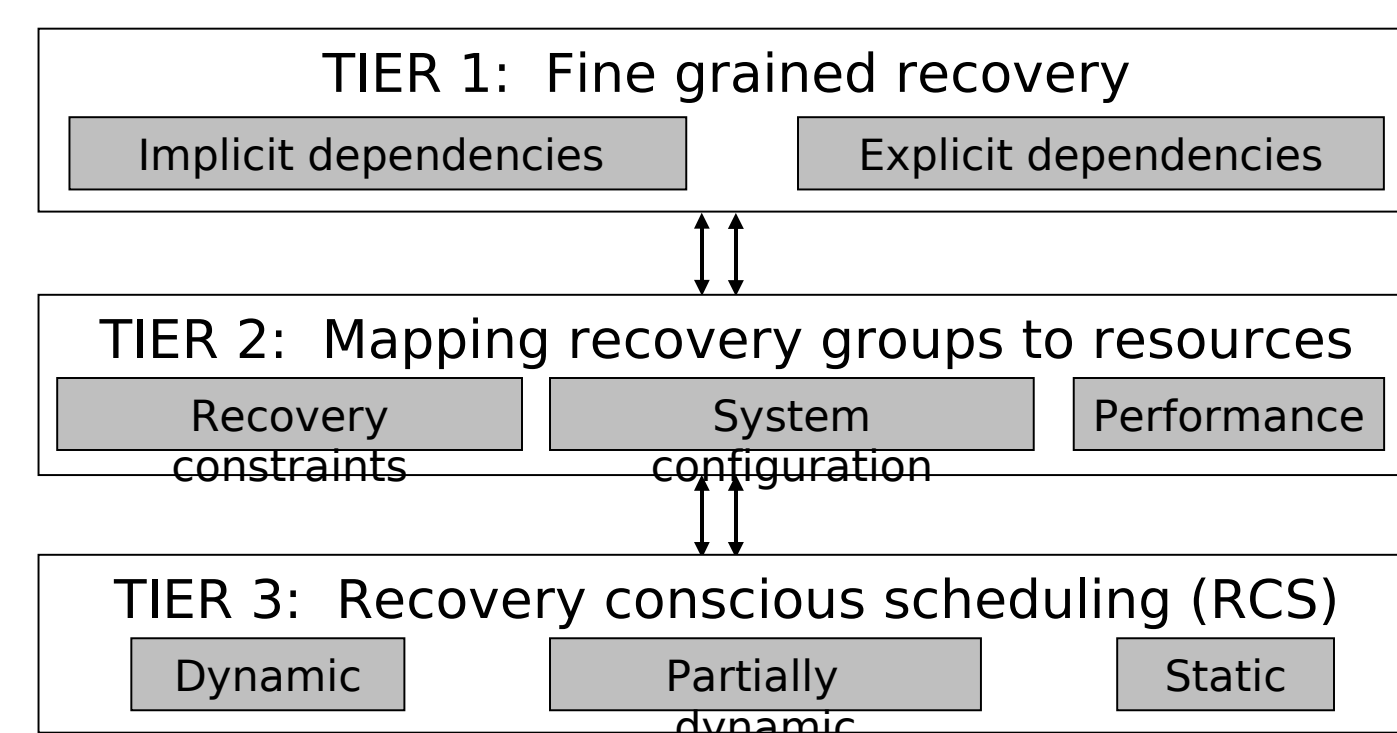 TIER 1: Fine grained recovery
Implicit dependencies
Explicit dependencies
TIER 2: Mapping recovery groups to resources
Recovery
constraints
System
configuration
Performance
TIER 3: Recovery conscious scheduling (RCS)
Dynamic
Partially
dynamic
Static